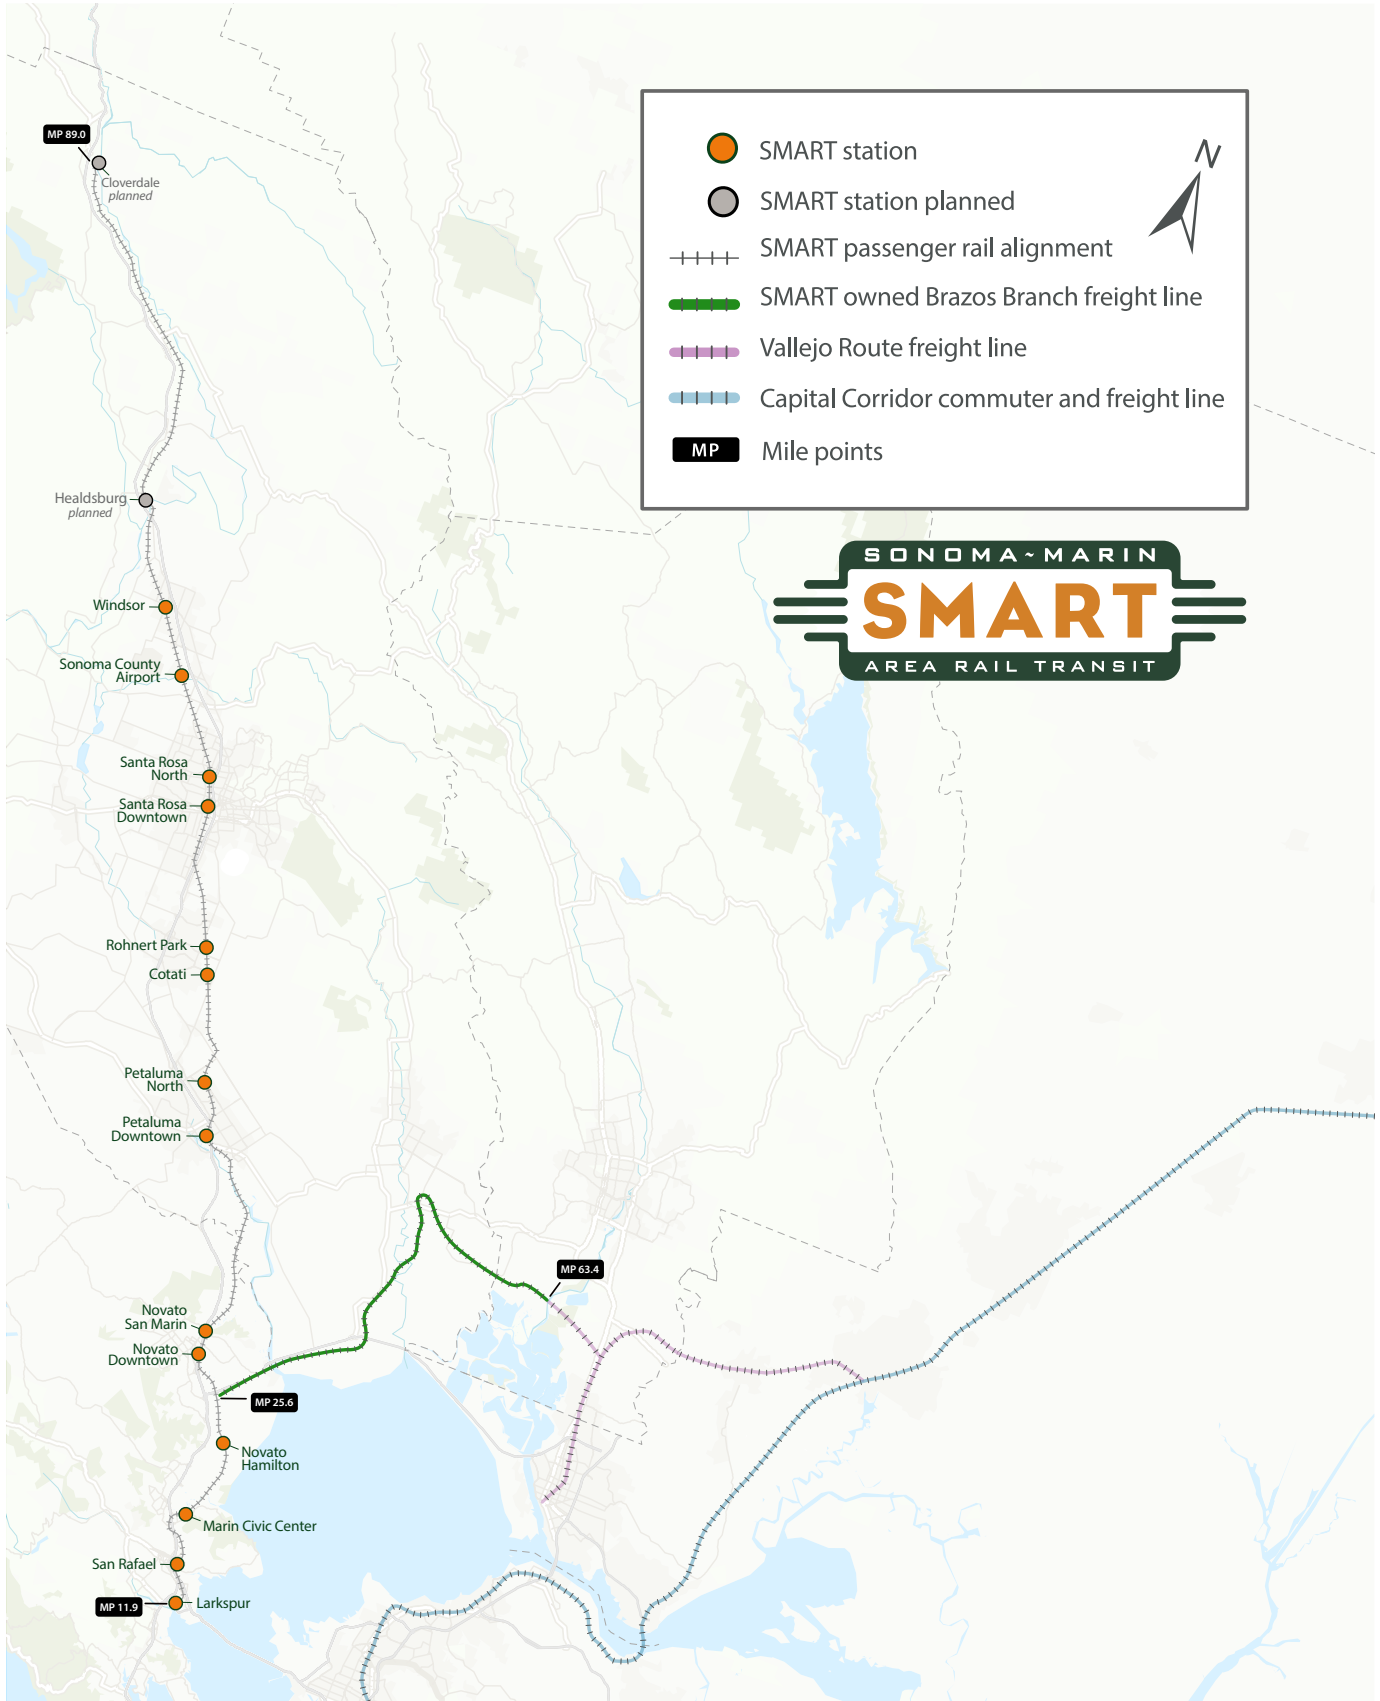 SMART station
N
SMART station planned
SMART passenger rail alignment
SMART owned Brazos Branch freight line
Vallejo Route freight line
Capital Corridor commuter and freight line
MP
Mile points
SONOMA~MARIN
SMART
AREA RAIL TRANSIT
MP 89.0
Cloverdale
planned
Healdsburg
planned
Windsor
Sonoma County
Airport
Santa Rosa
North
Santa Rosa
Downtown
Rohnert Park
Cotati
Petaluma
North
Petaluma
Downtown
MP 63.4
Novato
San Marin
Novato
Downtown
MP 25.6
Novato
Hamilton
Marin Civic Center
San Rafael
MP 11.9
Larkspur